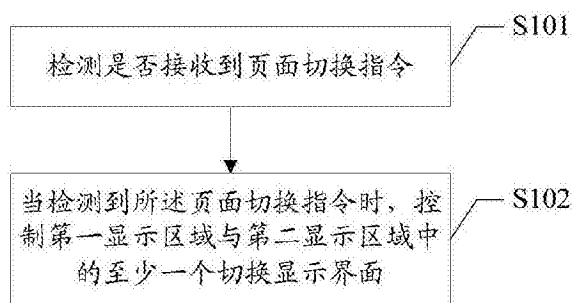 S101
检测是否接收到页面切换指令
S102
当检测到所述页面切换指令时，控
制第一显示区域与第二显示区域中
的至少一个切换显示界面